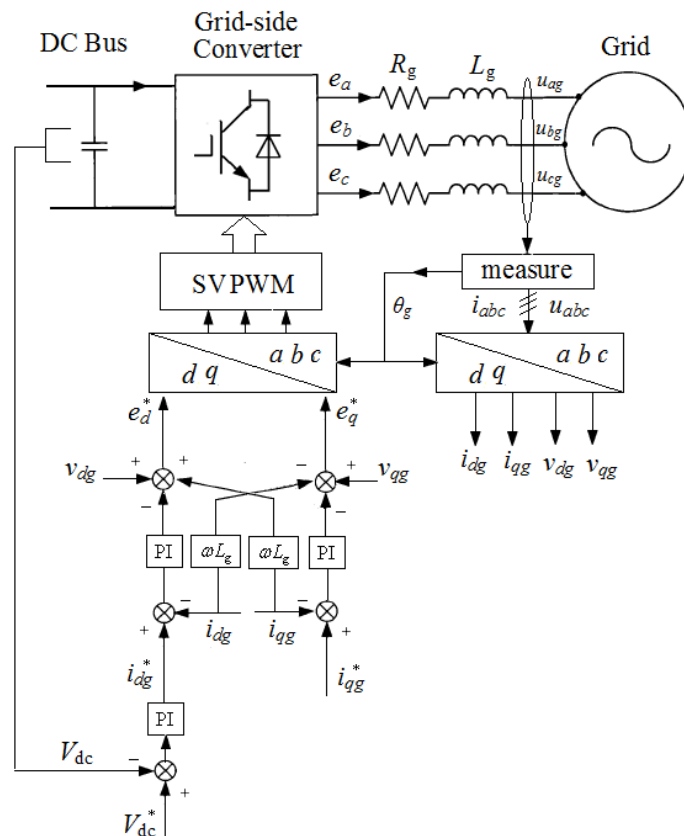 DC Bus
Grid-side
Converter
Grid
e_a
R_g
L_g
u_ag
e_b
u_bg
e_c
u_cg
SVPWM
measure
θ_g
i_abc
u_abc
a b c
d q
a b c
d q
e_d^*
e_q^*
i_dg
i_qg
v_dg
v_qg
v_dg
+
+
−
+
v_qg
−
−
PI
ωL_g
ωL_g
PI
−
−
+
i_dg
i_qg
+
i_dg^*
i_qg^*
PI
V_dc
−
+
V_dc^*